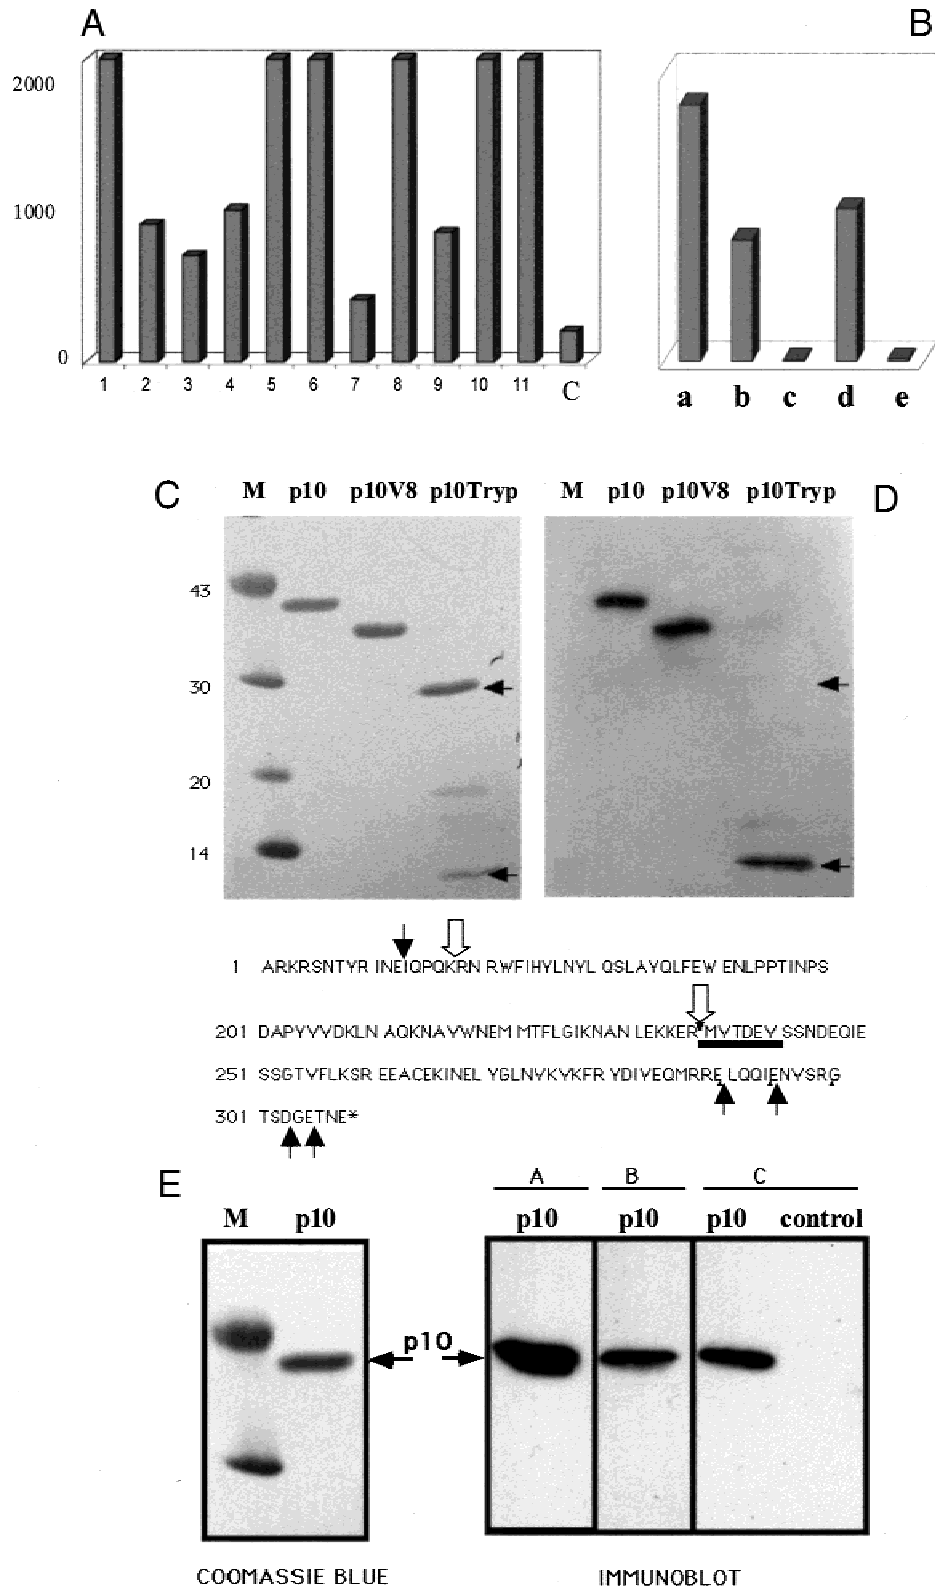 A
B
2000
1000
0
1 2 3 4 5 6 7 8 9 10 11 C
a b c d e
C
M p10 p10V8 p10Tryp
M p10 p10V8 p10Tryp
D
43
30
20
14
1 ARKRSNTYR INEIQPQKRN RWFIHYLNYL QSLAYQLFEW ENLPPTINPS
201 DAPYVVDKLN AQKNAVWNEM MTFLGIKNAN LEKKER MVTDEV SSNDEQIE
251 SSGTVFLKSR EEACEKINEL YGLNVKVKFR YDIVEQMRRE LQQIENVSRG
301 TSDGETNE*
E
A B C
M p10
p10 p10 p10 control
p10
COOMASSIE BLUE
IMMUNOBLOT